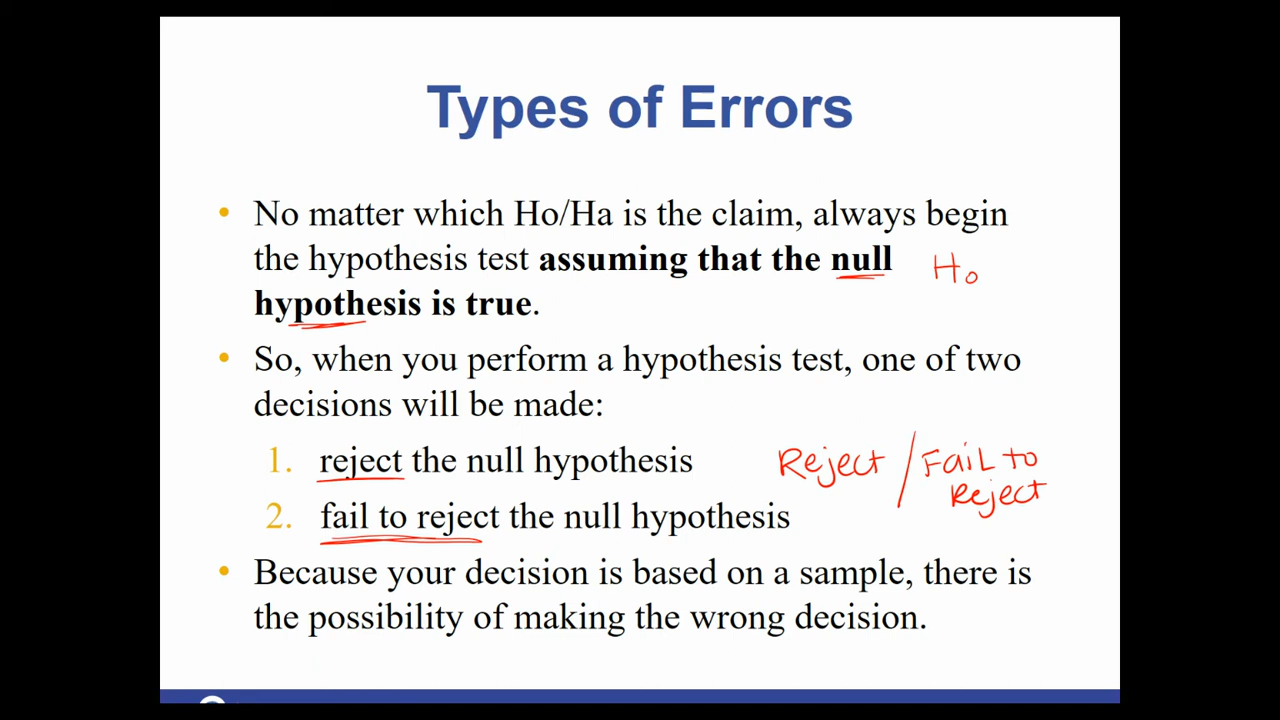 Types of Errors
• No matter which Ho/Ha is the claim, always begin
the hypothesis test assuming that the null
Ho
hypothesis is true.
• So, when you perform a hypothesis test, one of two
decisions will be made:
1. reject the null hypothesis
Reject / Fail to
Reject
2. fail to reject the null hypothesis
• Because your decision is based on a sample, there is
the possibility of making the wrong decision.